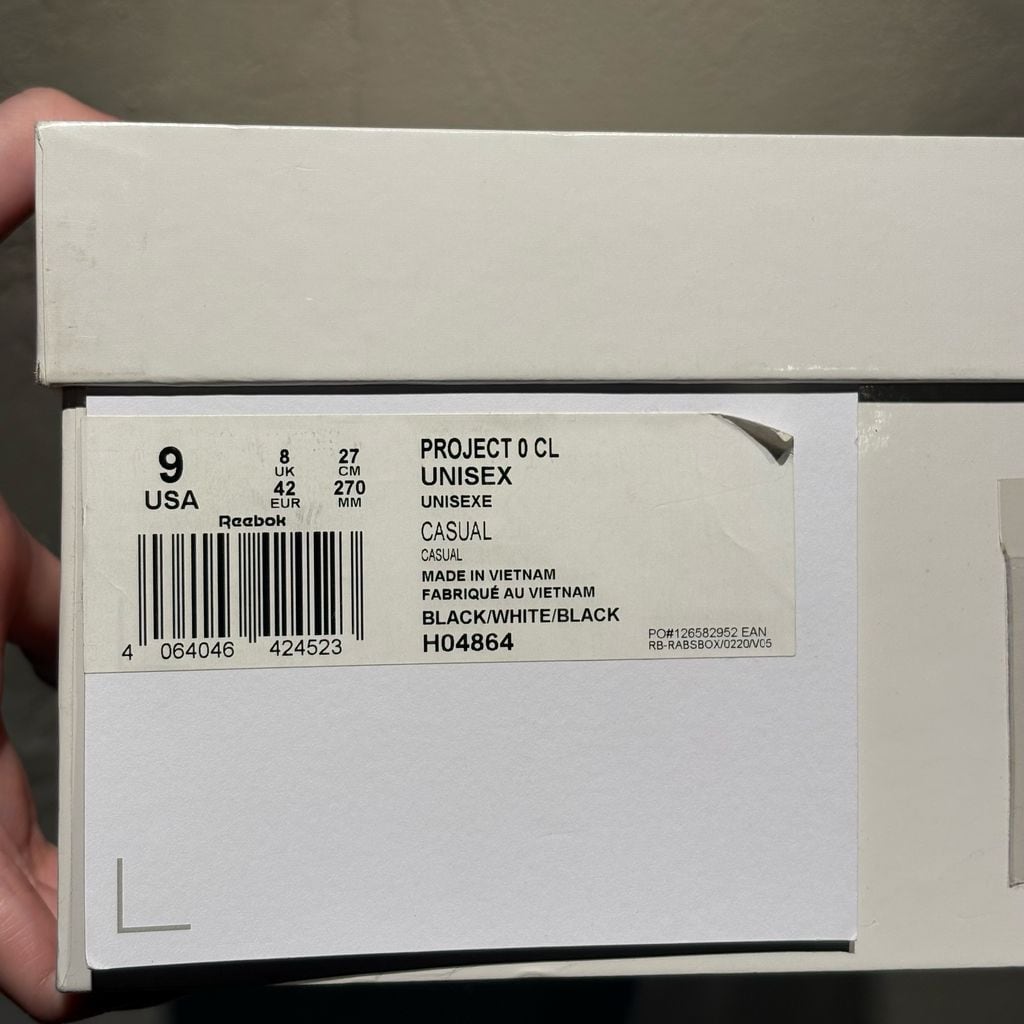 9
USA
8
UK
42
EUR
27
CM
270
MM
Reebok
4 064046 424523
PROJECT 0 CL
UNISEX
UNISEXE
CASUAL
CASUAL
MADE IN VIETNAM
FABRIQUÉ AU VIETNAM
BLACK/WHITE/BLACK
H04864
PO#126582952 EAN
RB-RABSBOX/0220/V05